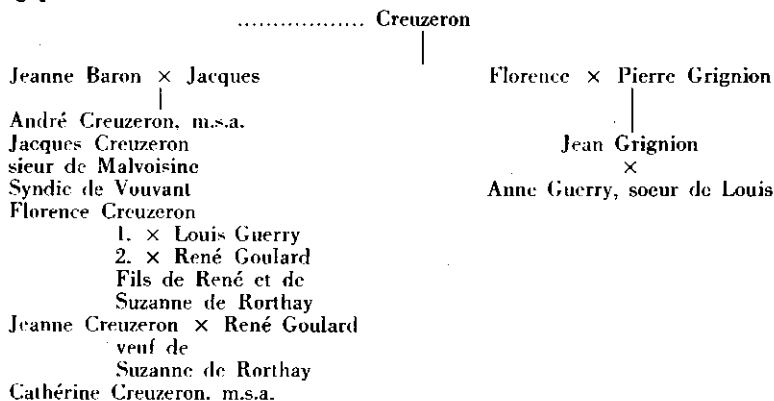 ................. Creuzeron
Jeanne Baron × Jacques
Florence × Pierre Grignion
André Creuzeron, m.s.a.
Jacques Creuzeron
sieur de Malvoisine
Syndic de Vouvant
Florence Creuzeron
1. × Louis Guerry
2. × René Goulard
Fils de René et de
Suzanne de Rorthay
Jeanne Creuzeron × René Goulard
veuf de
Suzanne de Rorthay
Cathérine Creuzeron, m.s.a.
Jean Grignion
×
Anne Guerry, soeur de Louis